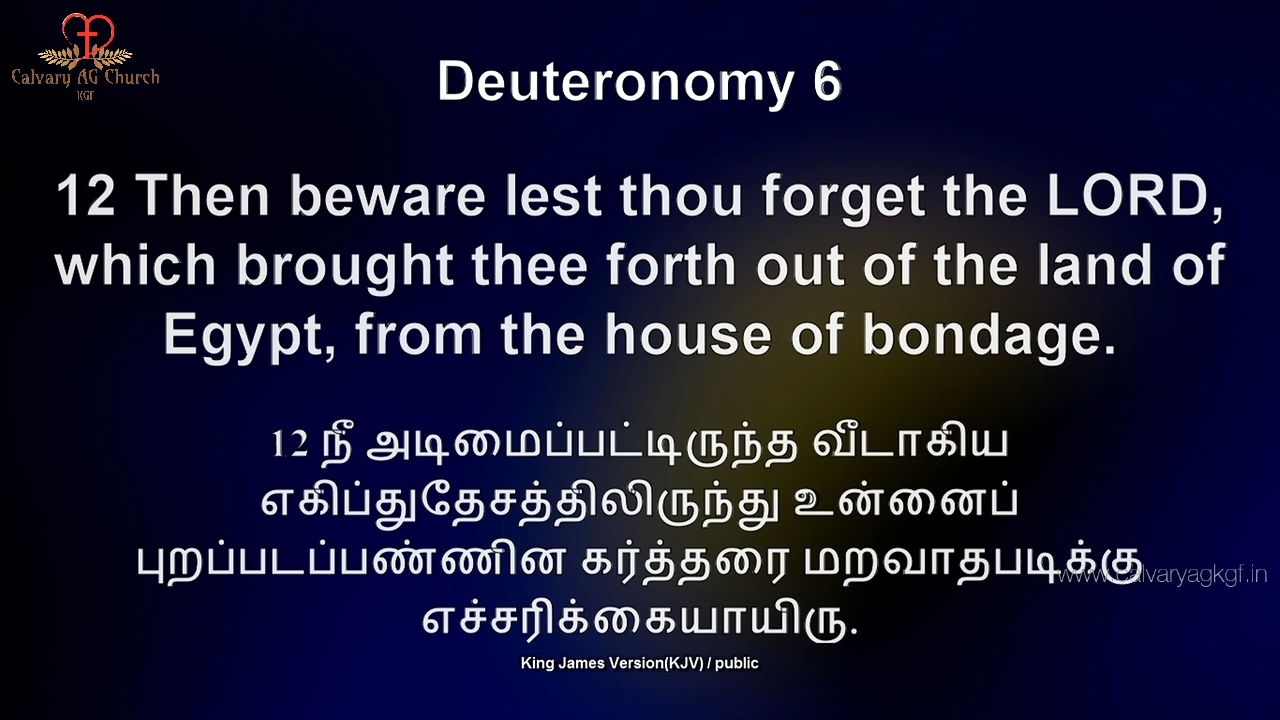 Calvary AG Church
KGF
Deuteronomy 6
12 Then beware lest thou forget the LORD,
which brought thee forth out of the land of
Egypt, from the house of bondage.
12 நீ அடிமைப்பட்டிருந்த வீடாகிய
எகிப்துதேசத்திலிருந்து உன்னைப்
புறப்படப்பண்ணின கர்த்தரை மறவாதபடிக்கு
www.calvaryagkgf.in
எச்சரிக்கையாயிரு.
King James Version(KJV) / public